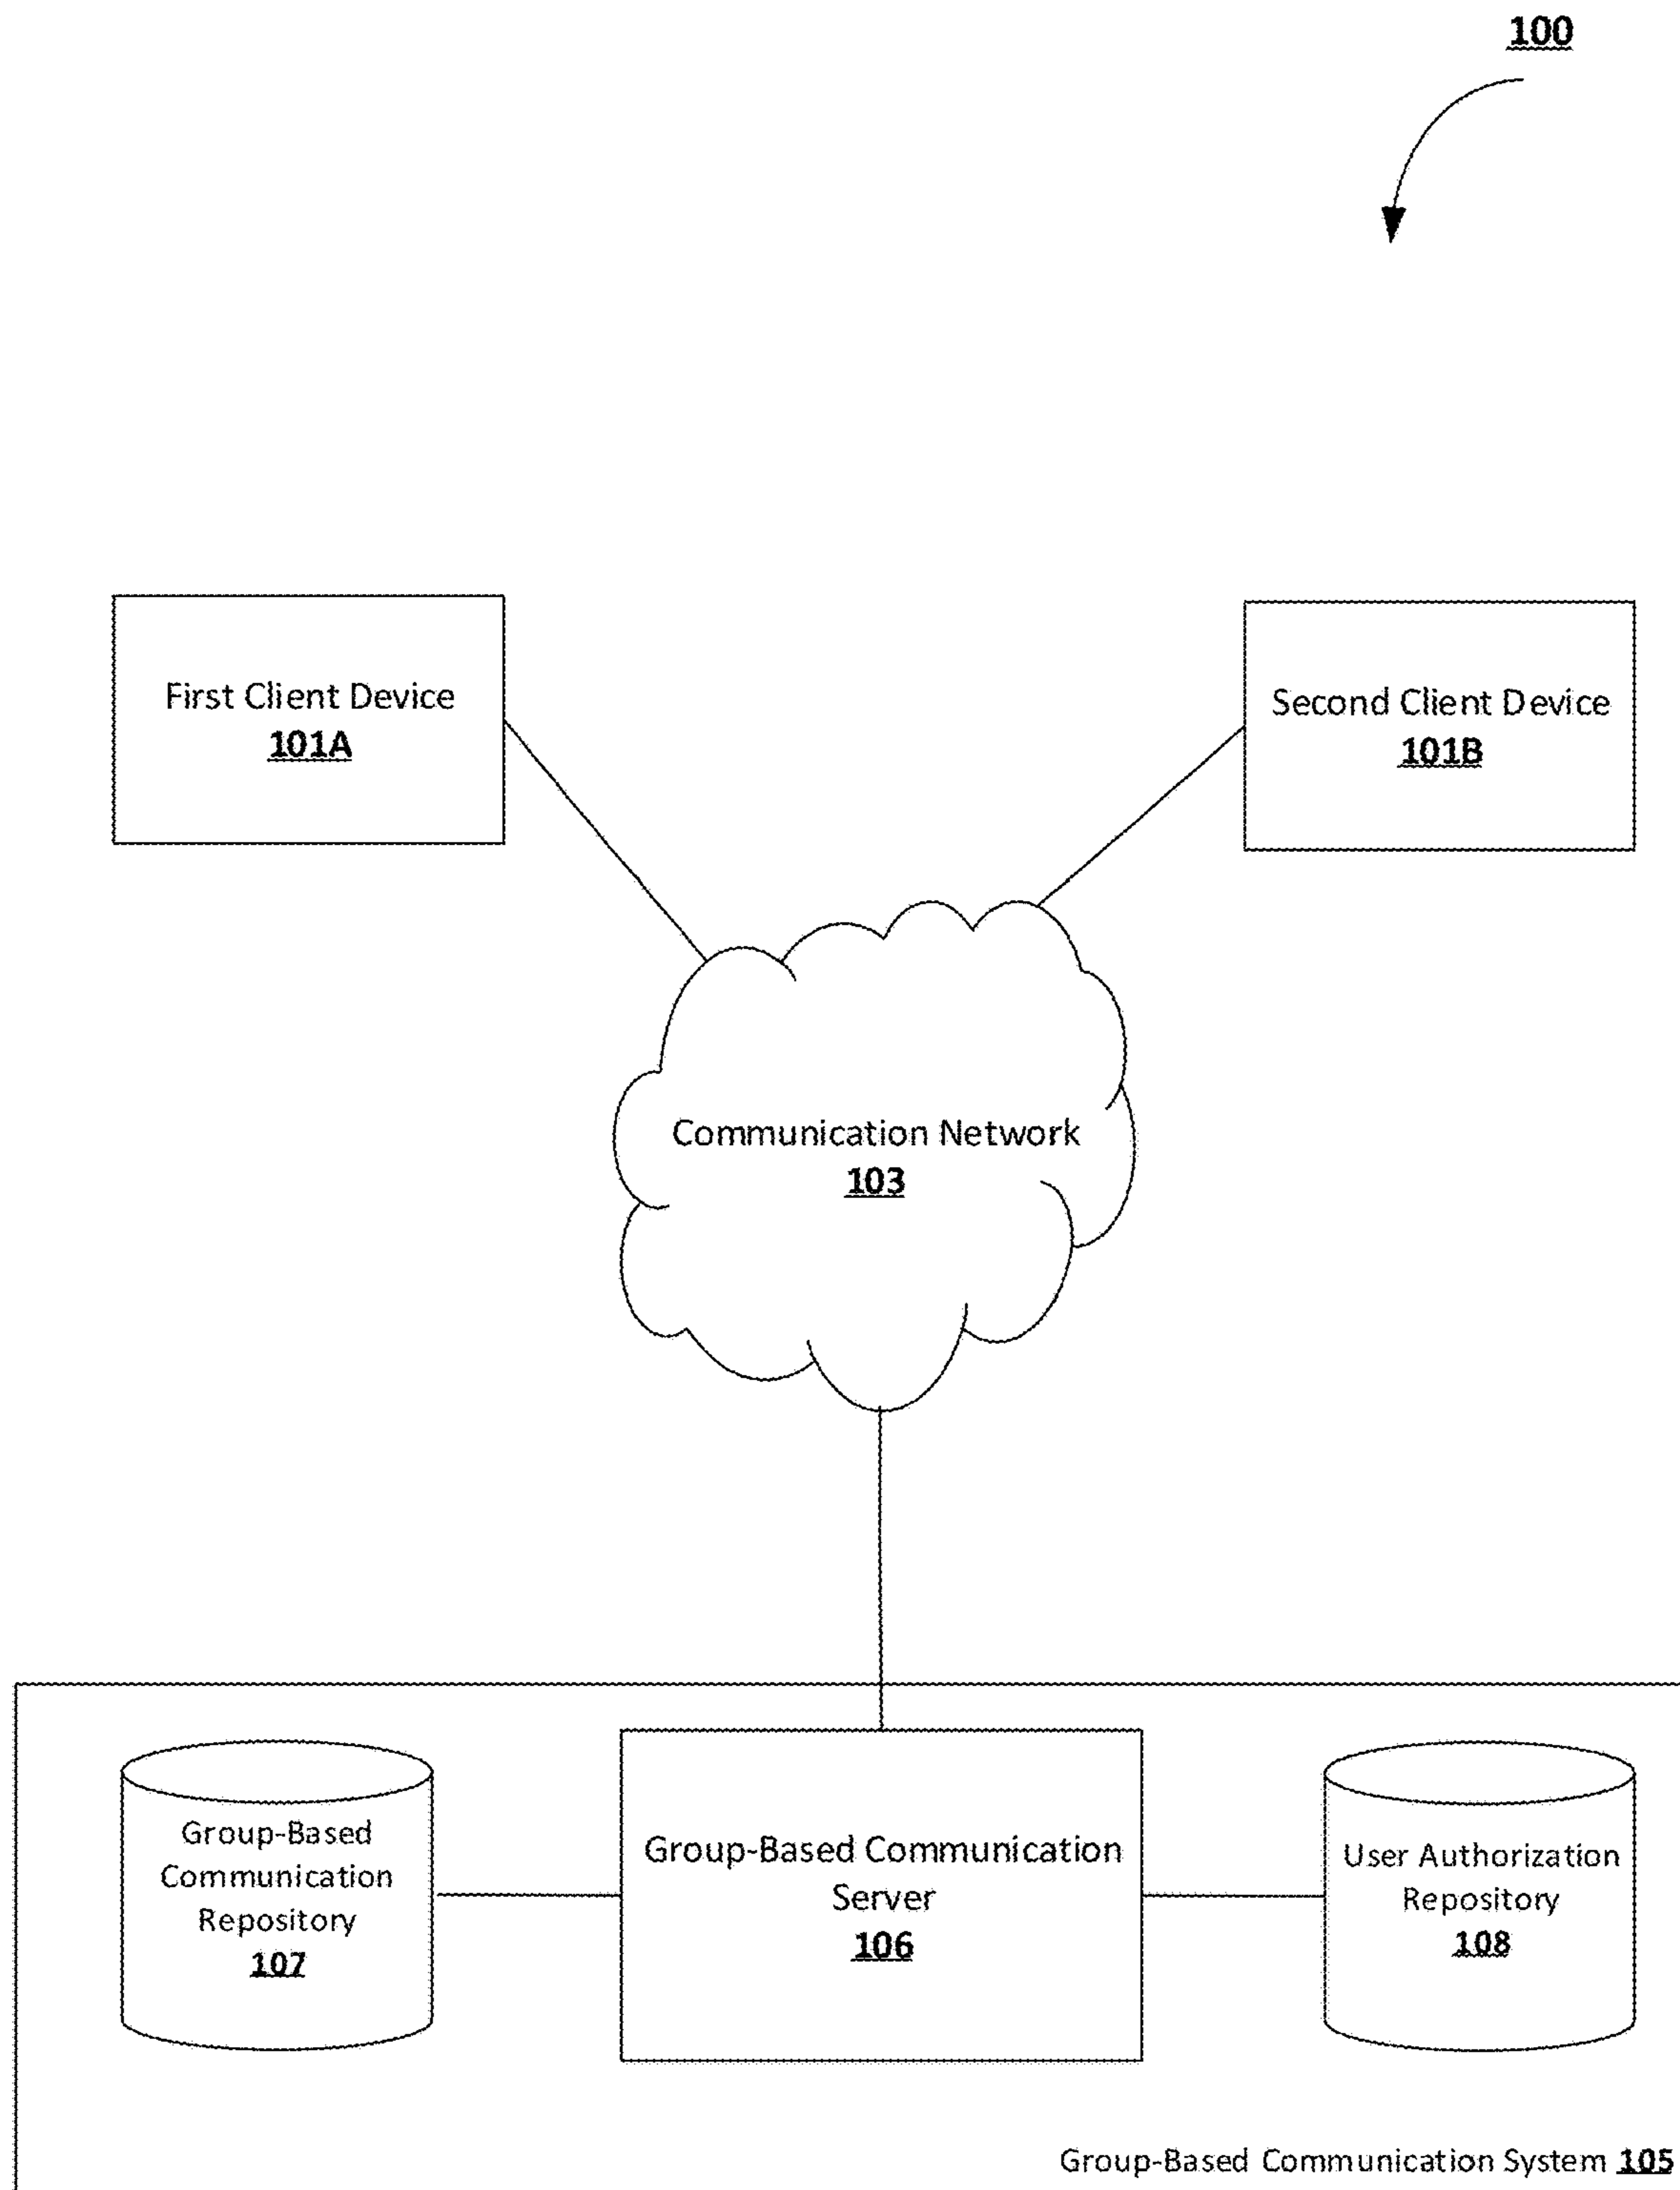 100
First Client Device
101A
Second Client Device
101B
Communication Network
103
Group-Based
Communication
Repository
107
Group-Based Communication
Server
106
User Authorization
Repository
108
Group-Based Communication System 105